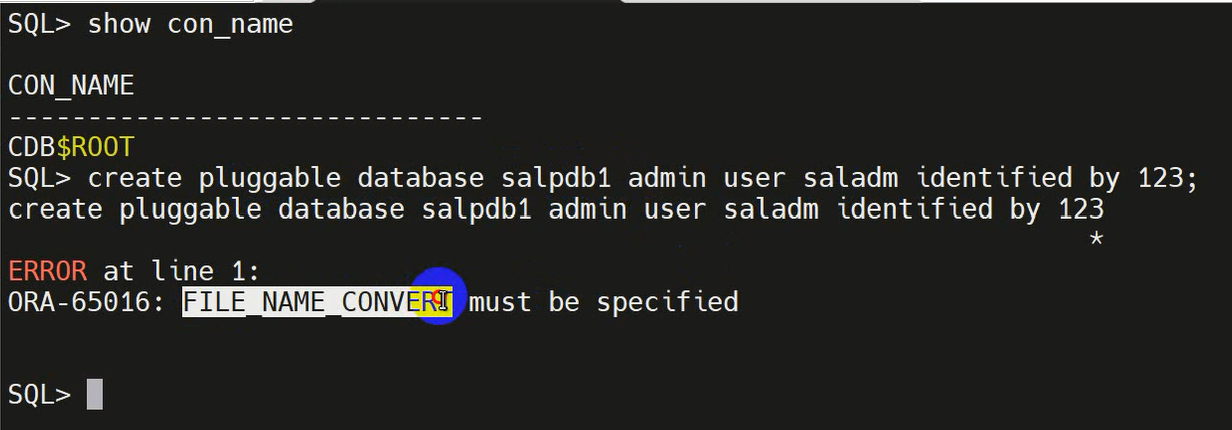 SQL> show con_name
CON_NAME
------------------------------
CDB$ROOT
SQL> create pluggable database salpdb1 admin user saladm identified by 123;
create pluggable database salpdb1 admin user saladm identified by 123
*
ERROR at line 1:
ORA-65016: FILE_NAME_CONVERT must be specified
SQL>